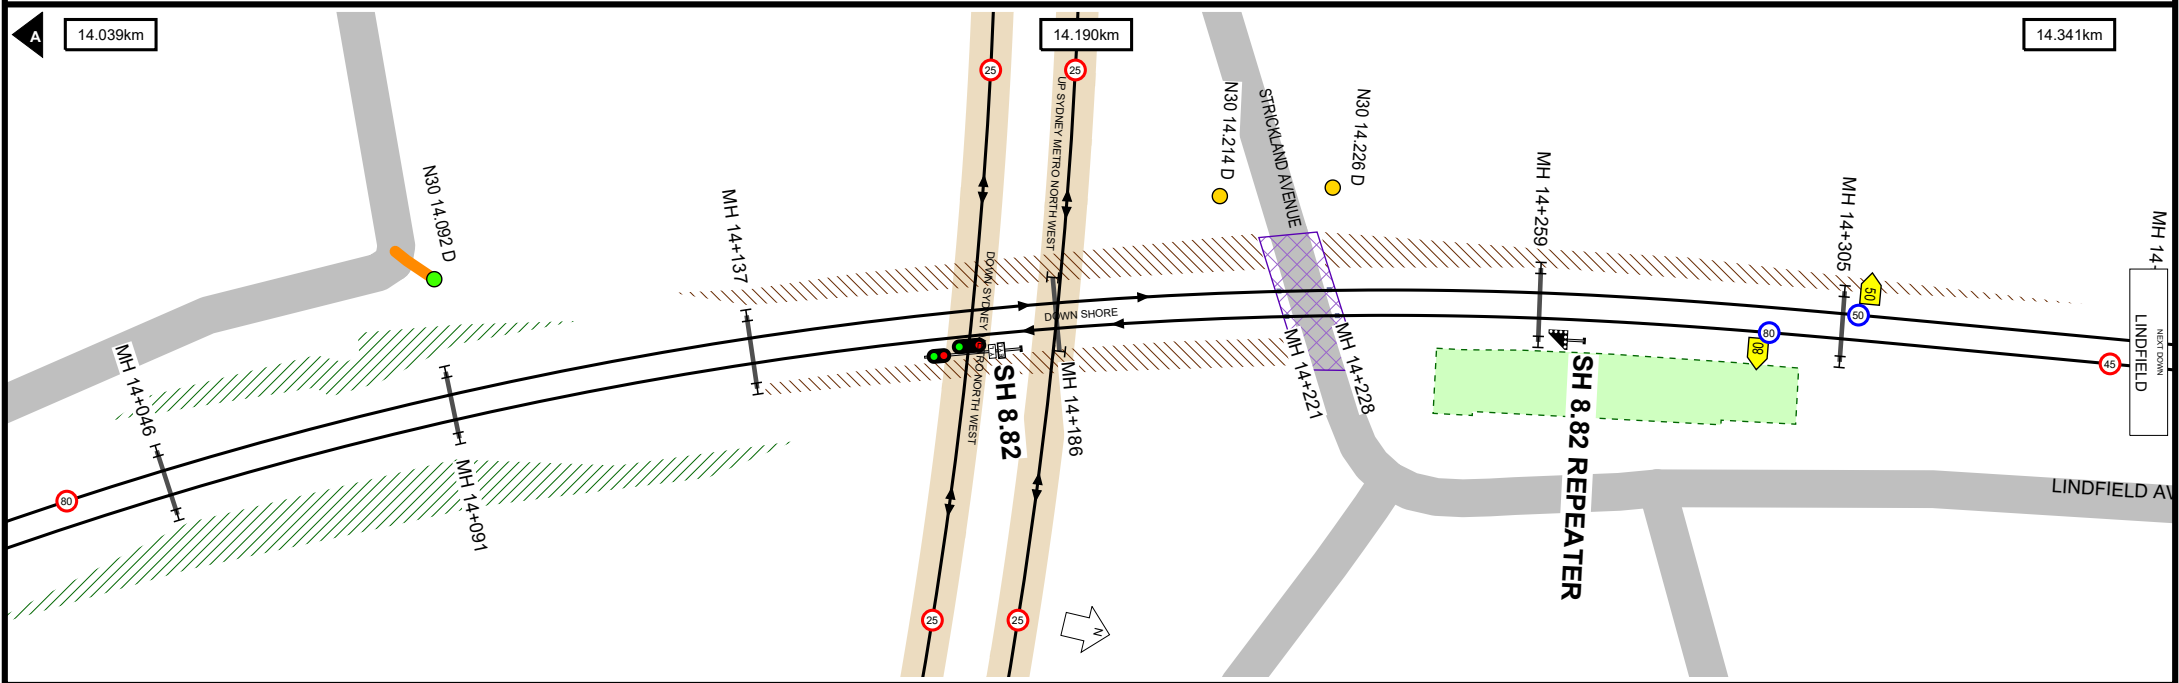 A
14.039km
14.190km
14.341km
25
25
UP SYDNEY METRO NORTH WEST
STRICKLAND AVENUE
N30 14.214 D
N30 14.226 D
N30 14.092 D
MH 14+137
MH 14+259
MH 14+305
MH 14-
DOWN SYDNEY
RO NORTH WEST
DOWN SHORE
50
50
80
80
45
NEXT DOWN
LINDFIELD
MH 14+046
MH 14+091
SH 8.82
MH 14+186
MH 14+221
MH 14+228
SH 8.82 REPEATER
80
LINDFIELD AV
25
25
N